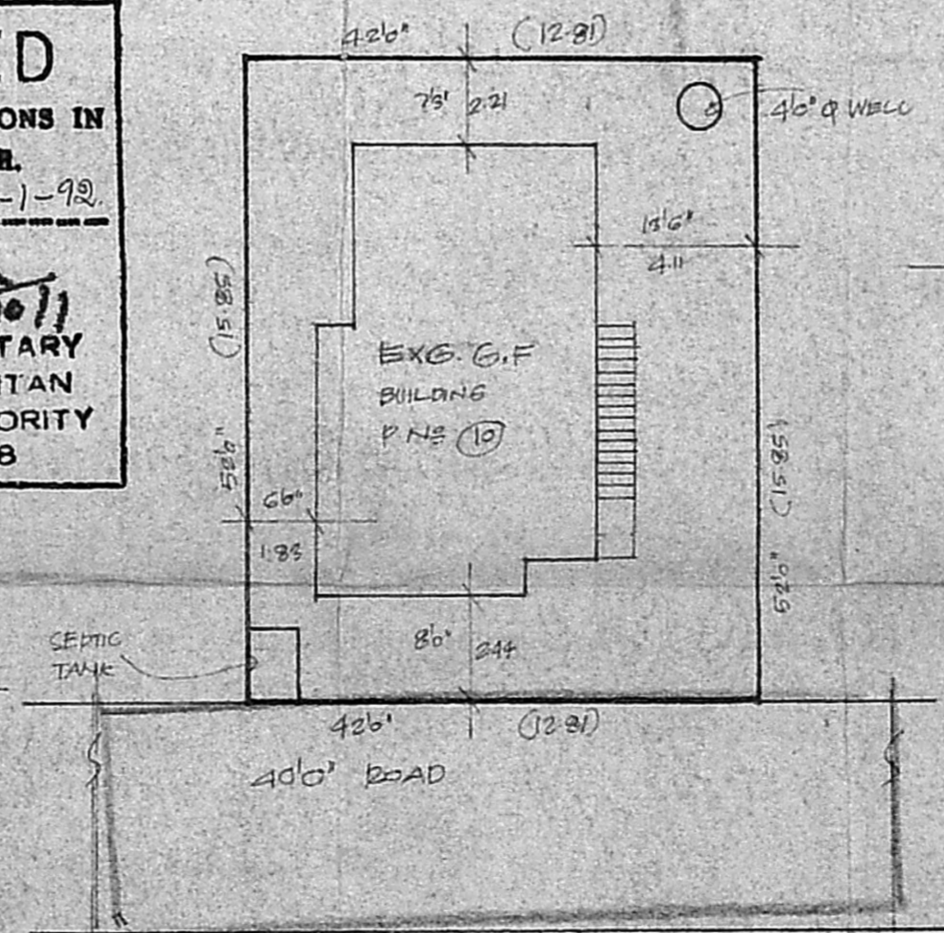 ED
ONS IN
H.
-1-92.
TARY
ITAN
ORITY
8
42'6" (12.81)
7'3" 2.21
4'0" φ WELL
13'6"
4.11
(15.85)
52'6"
EXG. G.F
BUILDING
P Nº 10
(15.85)
52'6"
6'6"
1.83
SEPTIC
TANK
8'0" 2.44
42'6" (12.81)
40'0" ROAD